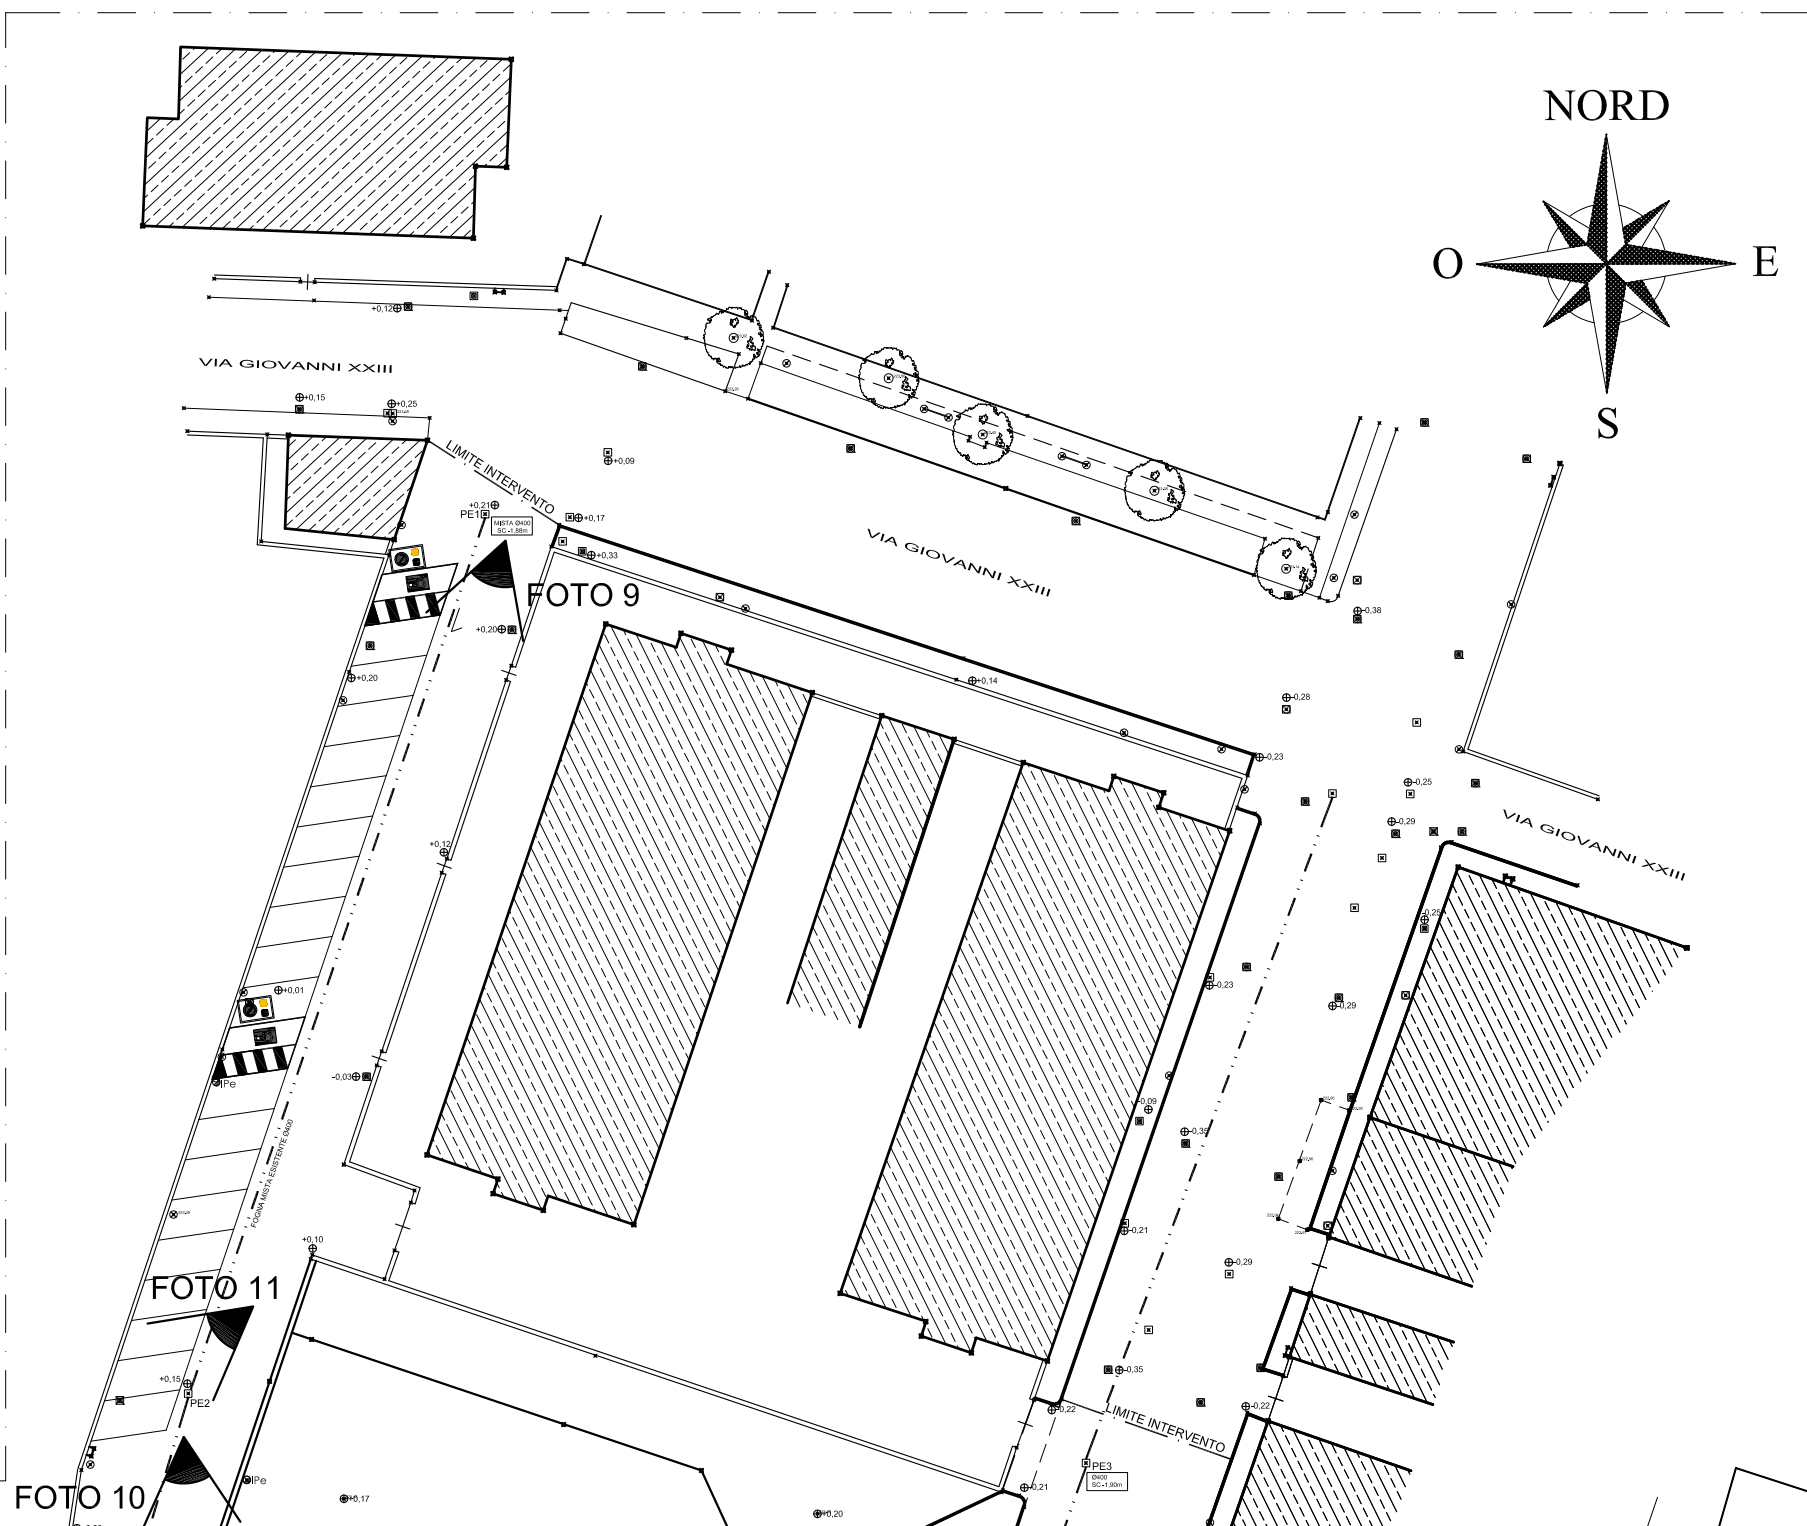 NORD
O
E
S
+0,12
VIA GIOVANNI XXIII
+0,15
+0,25
LIMITE INTERVENTO
+0,09
+0,21
PE1
MISTA Ø400
SC -1,88m
+0,17
+0,33
VIA GIOVANNI XXIII
FOTO 9
+0,20
-0,38
+0,20
+0,14
-0,28
-0,23
-0,25
VIA GIOVANNI XXIII
-0,29
+0,12
-0,25
-0,23
+0,01
-0,29
-0,03
IPe
-0,09
-0,35
FOGNA MISTA ESISTENTE Ø400
-0,21
+0,10
-0,29
FOTO 11
-0,35
+0,15
PE2
-0,22
LIMITE INTERVENTO
-0,22
PE3
Ø400
SC -1,90m
IPe
FOTO 10
+0,17
-0,21
+0,20